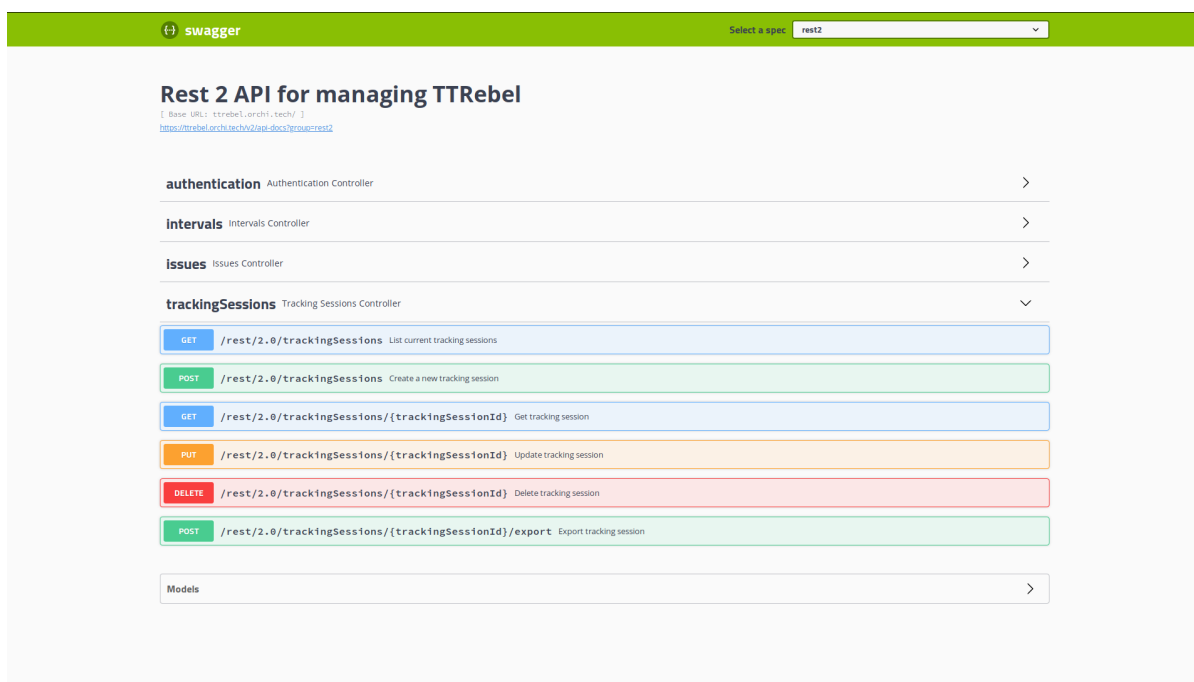 swagger
Select a spec rest2
Rest 2 API for managing TTRebel
[ Base URL: ttrebel.orchi.tech/ ]
https://ttrebel.orchi.tech/v2/api-docs?group=rest2
authentication Authentication Controller
intervals Intervals Controller
issues Issues Controller
trackingSessions Tracking Sessions Controller
GET /rest/2.0/trackingSessions List current tracking sessions
POST /rest/2.0/trackingSessions Create a new tracking session
GET /rest/2.0/trackingSessions/{trackingSessionId} Get tracking session
PUT /rest/2.0/trackingSessions/{trackingSessionId} Update tracking session
DELETE /rest/2.0/trackingSessions/{trackingSessionId} Delete tracking session
POST /rest/2.0/trackingSessions/{trackingSessionId}/export Export tracking session
Models